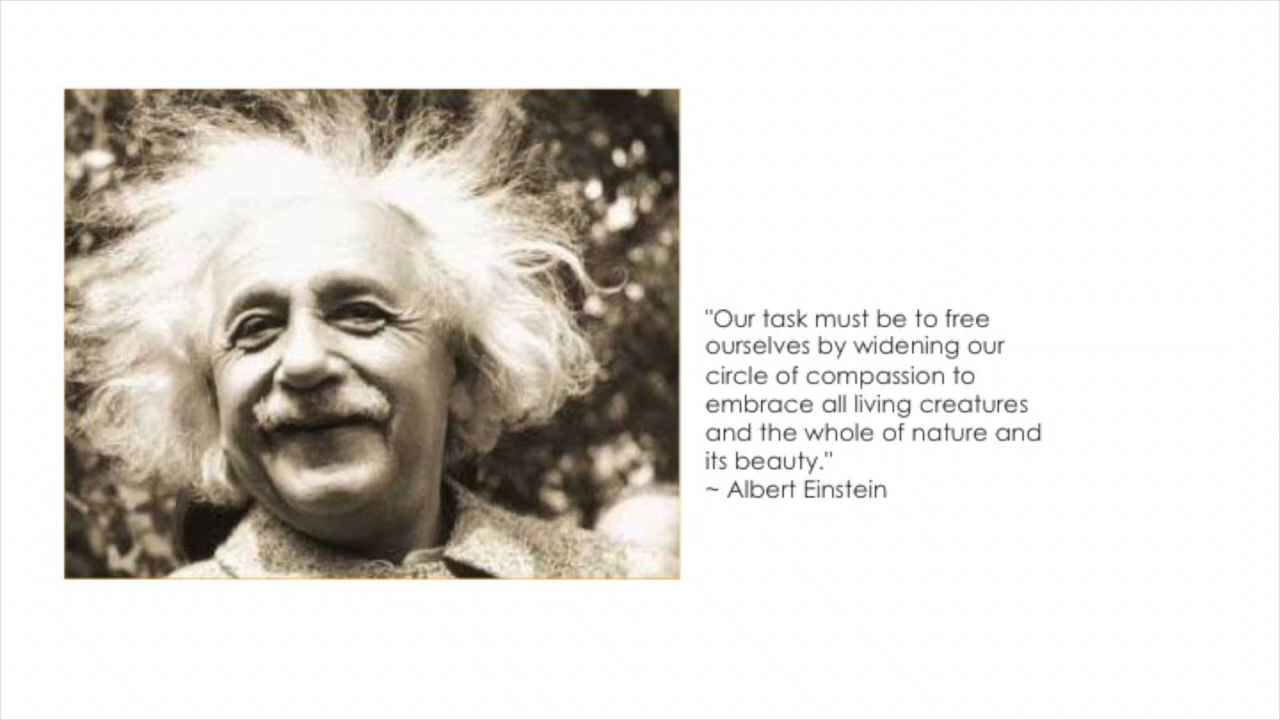 "Our task must be to free
ourselves by widening our
circle of compassion to
embrace all living creatures
and the whole of nature and
its beauty."
~ Albert Einstein